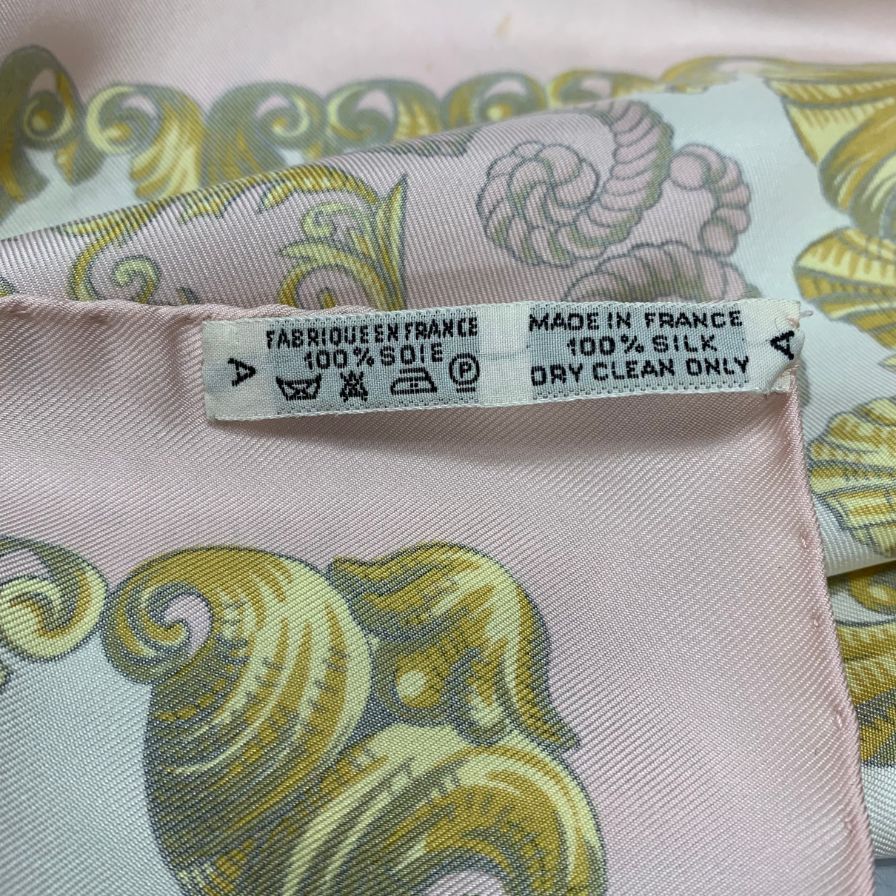 FABRIQUE EN FRANCE
100% SOIE
P
A
MADE IN FRANCE
100% SILK
DRY CLEAN ONLY
A